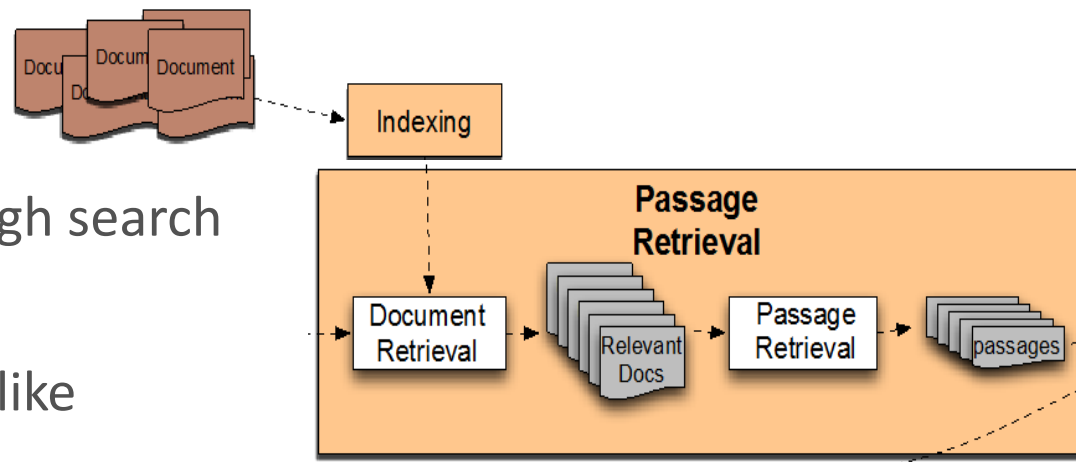 Docum
Docu
Document
Indexing
gh search
Passage
Retrieval
Document
Retrieval
Relevant
Docs
Passage
Retrieval
passages
like